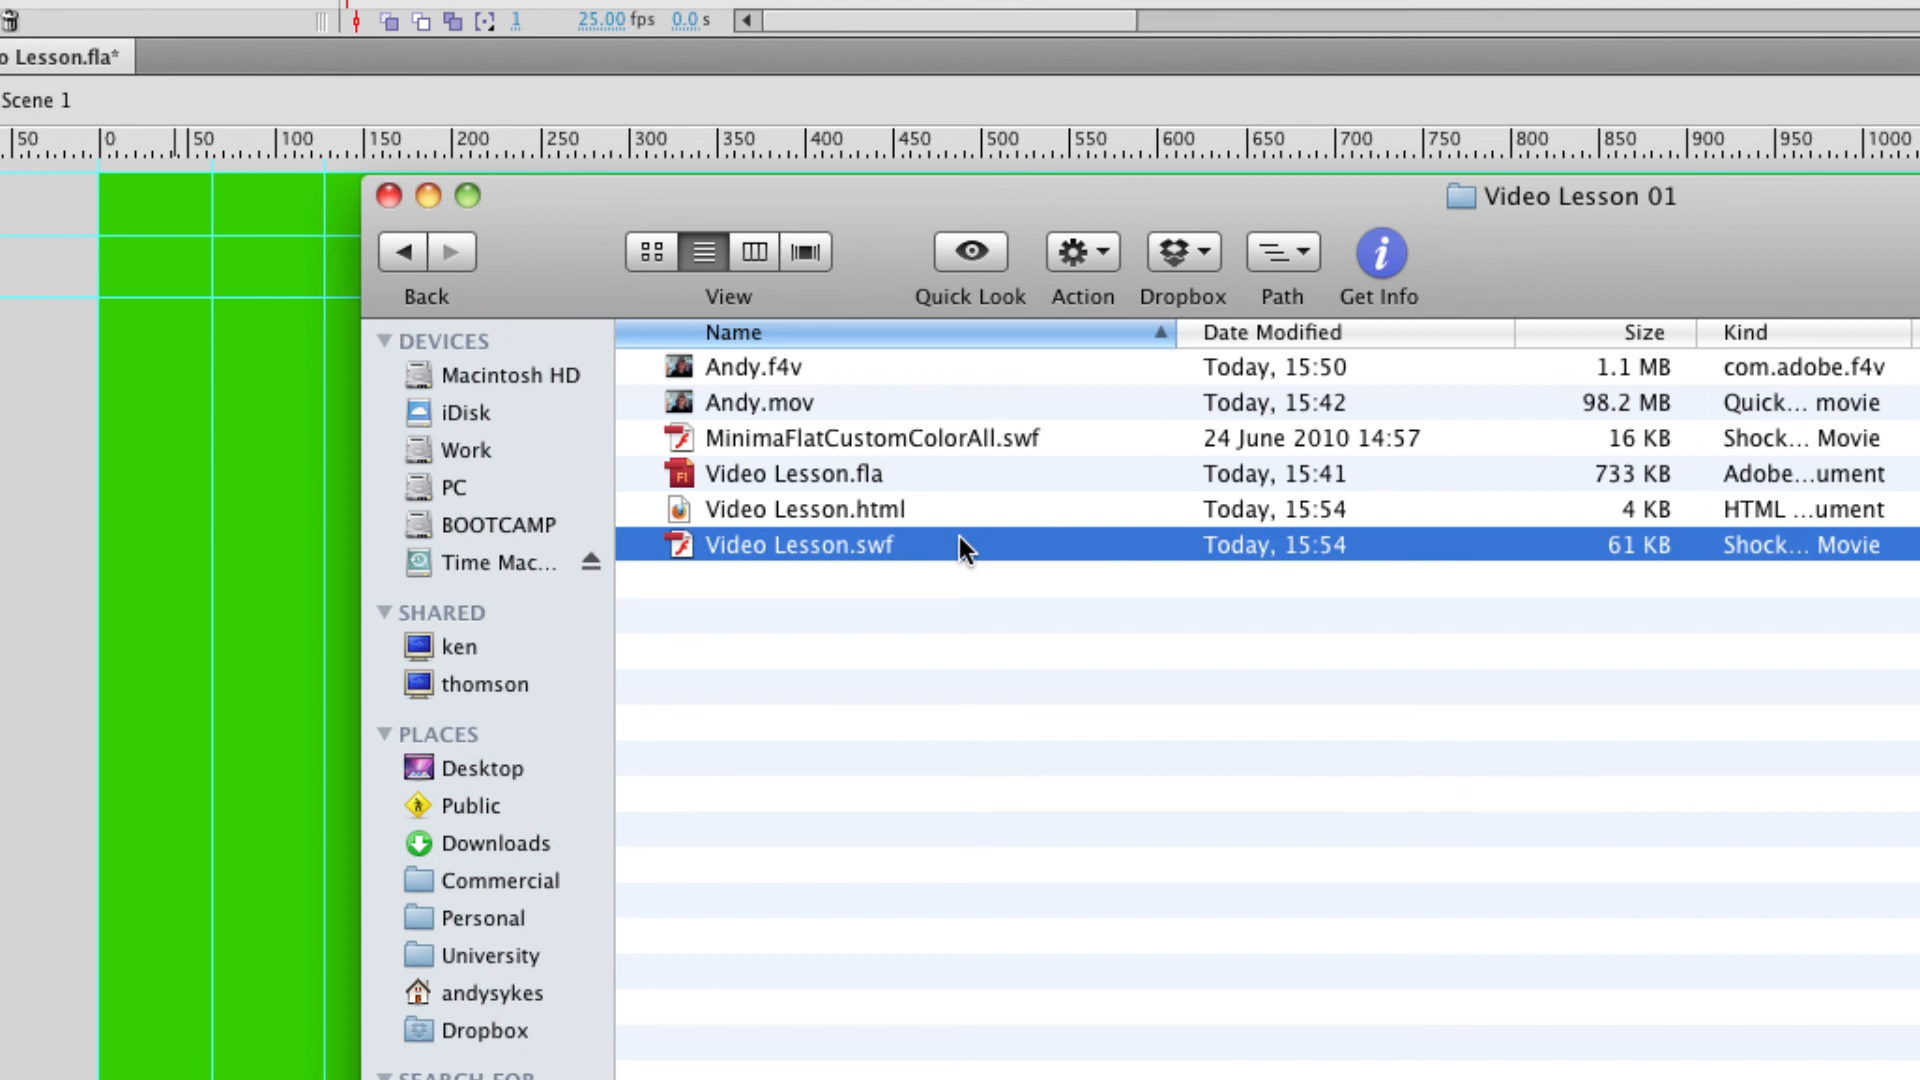 1 25.00 fps 0.0 s
o Lesson.fla*
Scene 1
50 0 50 100 150 200 250 300 350 400 450 500 550 600 650 700 750 800 850 900 950 1000
Video Lesson 01
Back View Quick Look Action Dropbox Path Get Info
Name Date Modified Size Kind
Andy.f4v Today, 15:50 1.1 MB com.adobe.f4v
Andy.mov Today, 15:42 98.2 MB Quick... movie
MinimaFlatCustomColorAll.swf 24 June 2010 14:57 16 KB Shock... Movie
Video Lesson.fla Today, 15:41 733 KB Adobe...ument
Video Lesson.html Today, 15:54 4 KB HTML ...ument
Video Lesson.swf Today, 15:54 61 KB Shock... Movie
DEVICES
Macintosh HD
iDisk
Work
PC
BOOTCAMP
Time Mac...
SHARED
ken
thomson
PLACES
Desktop
Public
Downloads
Commercial
Personal
University
andysykes
Dropbox
SEARCH FOR